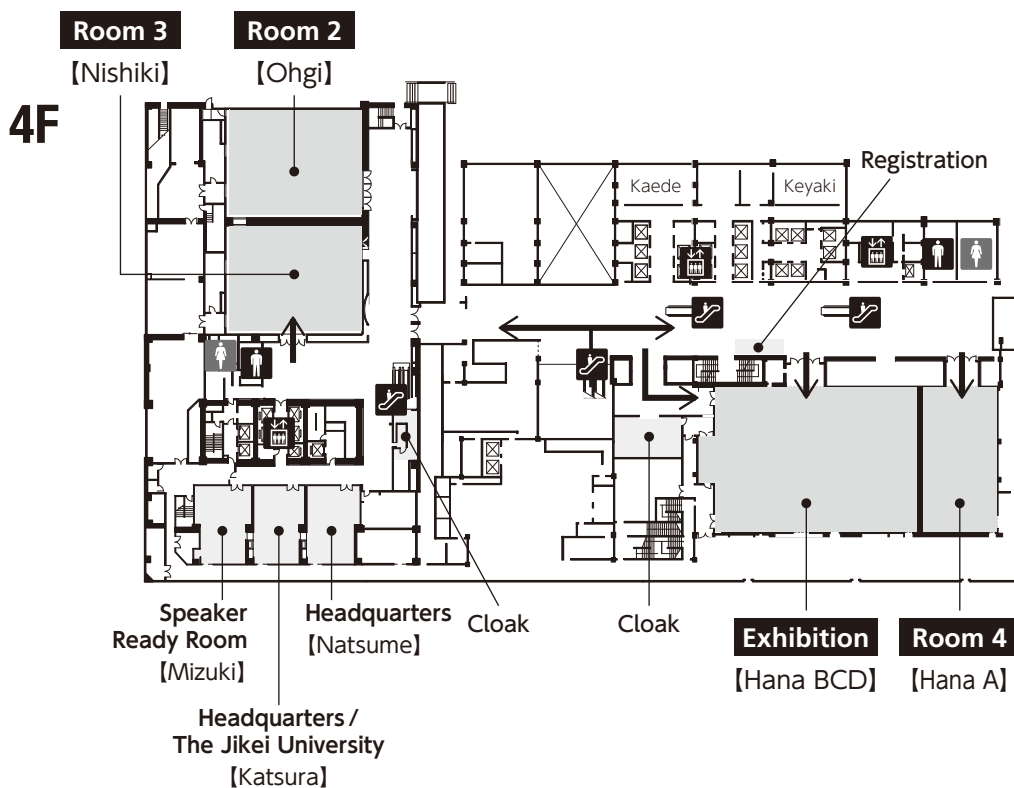 Room 3
【Nishiki】
Room 2
【Ohgi】
4F
Registration
Kaede
Keyaki
Speaker
Ready Room
【Mizuki】
Headquarters
【Natsume】
Cloak
Cloak
Exhibition
【Hana BCD】
Room 4
【Hana A】
Headquarters /
The Jikei University
【Katsura】